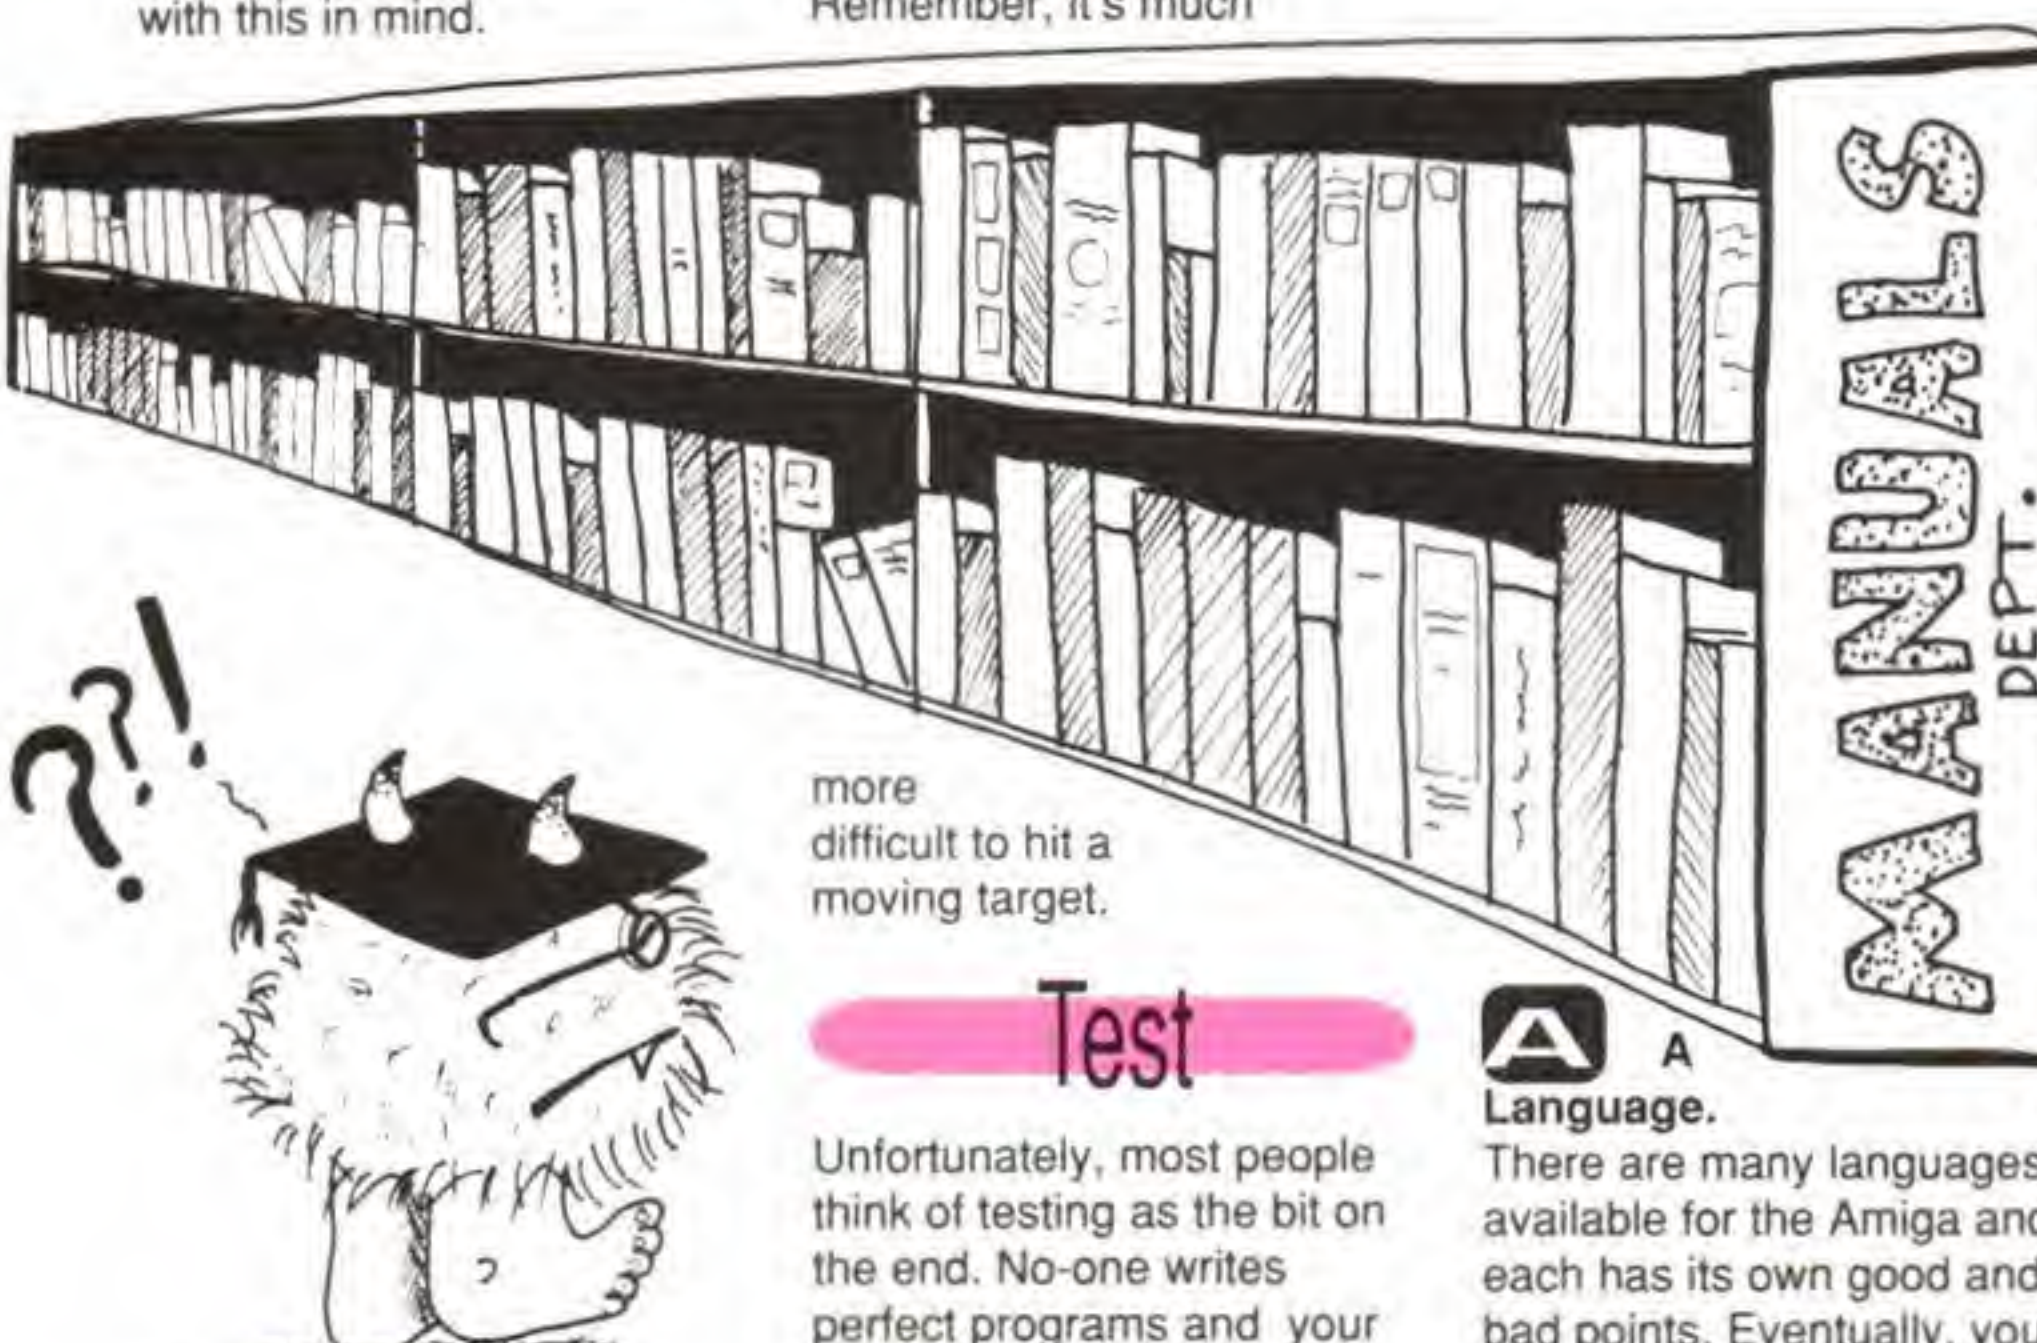 with this in mind.
Remember, it's much
MANUALS
DEPT.
??!
more
difficult to hit a
moving target.
Test
Unfortunately, most people
think of testing as the bit on
the end. No-one writes
perfect programs and your
A A
Language.
There are many languages
available for the Amiga and
each has its own good and
bad points. Eventually, you